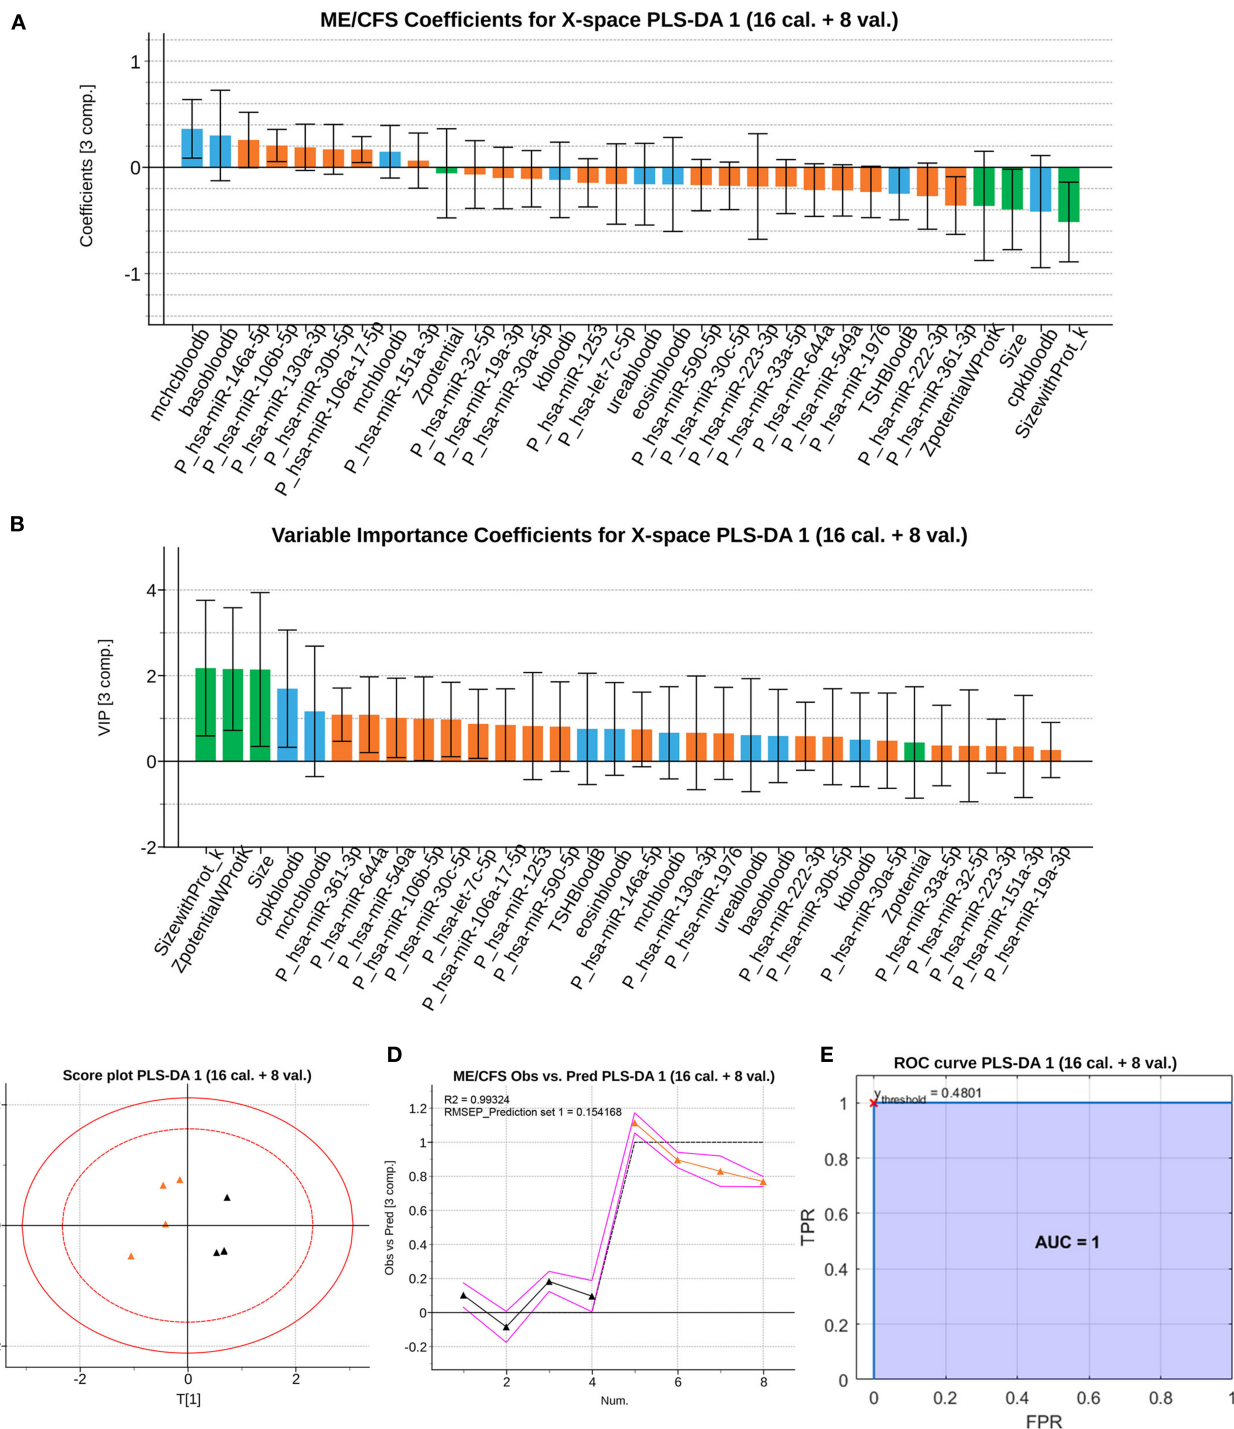 A
ME/CFS Coefficients for X-space PLS-DA 1 (16 cal. + 8 val.)
Coefficients [3 comp.]
1
0
-1
mchcbloodb
basobloodb
P_hsa-miR-146a-5p
P_hsa-miR-106b-5p
P_hsa-miR-130a-3p
P_hsa-miR-30b-5p
P_hsa-miR-106a-17-5p
mchbloodb
P_hsa-miR-151a-3p
Zpotential
P_hsa-miR-32-5p
P_hsa-miR-19a-3p
P_hsa-miR-30a-5p
kbloodb
P_hsa-miR-1253
P_hsa-let-7c-5p
ureabloodb
eosinbloodb
P_hsa-miR-590-5p
P_hsa-miR-30c-5p
P_hsa-miR-223-3p
P_hsa-miR-33a-5p
P_hsa-miR-644a
P_hsa-miR-549a
P_hsa-miR-1976
TSHBloodB
P_hsa-miR-222-3p
P_hsa-miR-361-3p
ZpotentialWProtK
Size
cpkbloodb
SizewithProt_k
B
Variable Importance Coefficients for X-space PLS-DA 1 (16 cal. + 8 val.)
VIP [3 comp.]
4
2
0
-2
SizewithProt_k
ZpotentialWProtK
Size
cpkbloodb
mchcbloodb
P_hsa-miR-361-3p
P_hsa-miR-644a
P_hsa-miR-549a
P_hsa-miR-106b-5p
P_hsa-miR-30c-5p
P_hsa-let-7c-5p
P_hsa-miR-106a-17-5p
P_hsa-miR-1253
P_hsa-miR-590-5p
TSHBloodB
eosinbloodb
P_hsa-miR-146a-5p
mchbloodb
P_hsa-miR-130a-3p
P_hsa-miR-1976
ureabloodb
basobloodb
P_hsa-miR-222-3p
P_hsa-miR-30b-5p
kbloodb
P_hsa-miR-30a-5p
Zpotential
P_hsa-miR-33a-5p
P_hsa-miR-32-5p
P_hsa-miR-223-3p
P_hsa-miR-151a-3p
P_hsa-miR-19a-3p
Score plot PLS-DA 1 (16 cal. + 8 val.)
-2
0
2
T[1]
D
ME/CFS Obs vs. Pred PLS-DA 1 (16 cal. + 8 val.)
R2 = 0.99324
RMSEP_Prediction set 1 = 0.154168
Obs vs Pred [3 comp.]
1.2
1
0.8
0.6
0.4
0.2
0
-0.2
2
4
6
8
Num.
E
ROC curve PLS-DA 1 (16 cal. + 8 val.)
y threshold = 0.4801
TPR
1
0.8
0.6
0.4
0.2
0
AUC = 1
0
0.2
0.4
0.6
0.8
1
FPR